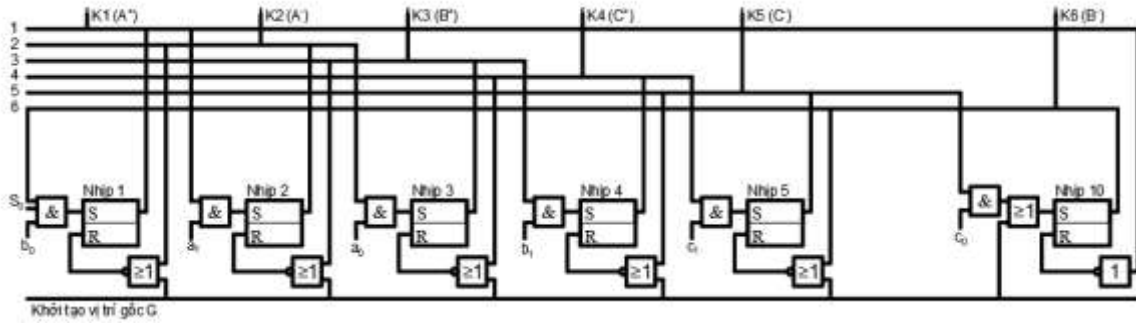 K1 (A⁺) K2 (A⁻) K3 (B⁺) K4 (C⁺) K5 (C⁻) K6 (B⁻)
1
2
3
4
5
6
Nhịp 1 Nhịp 2 Nhịp 3 Nhịp 4 Nhịp 5 Nhịp 10
& S & S & S & S & S & ≥1 S
R R R R R R
b₀ a₁ a₀ b₁ c₁ c₀
≥1 ≥1 ≥1 ≥1 ≥1 1
Khởi tạo vị trí gốc G